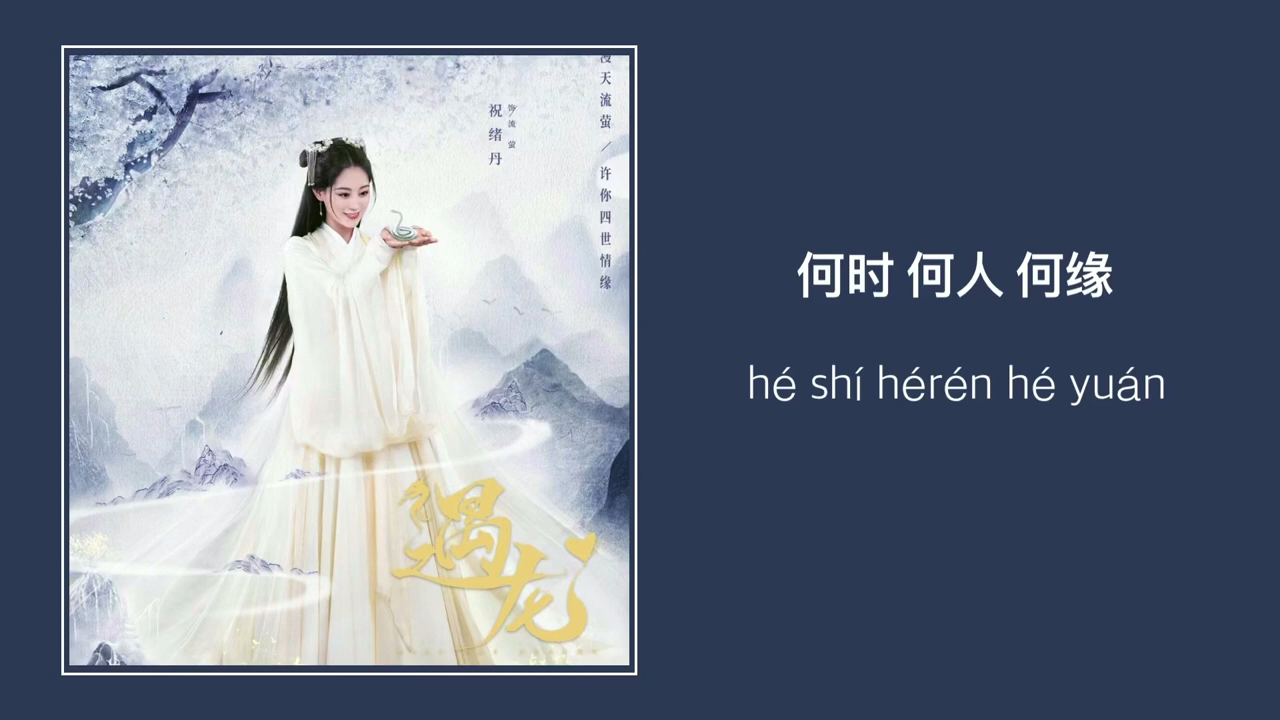 漫天流萤／许你四世情缘
祝绪丹
饰／流萤
遇龙
何时 何人 何缘
hé shí hérén hé yuán